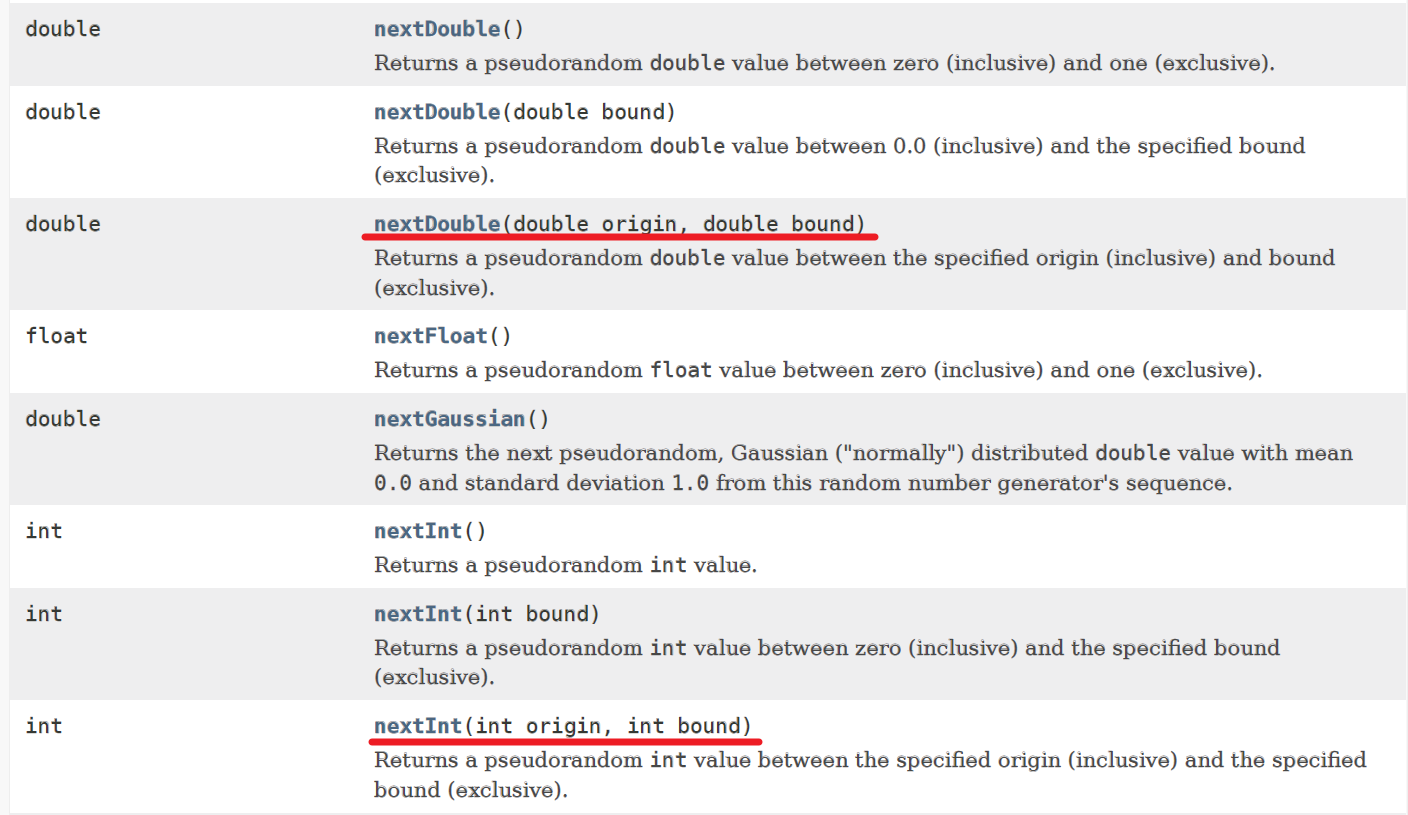 double nextDouble()
Returns a pseudorandom double value between zero (inclusive) and one (exclusive).
double nextDouble(double bound)
Returns a pseudorandom double value between 0.0 (inclusive) and the specified bound
(exclusive).
double nextDouble(double origin, double bound)
Returns a pseudorandom double value between the specified origin (inclusive) and bound
(exclusive).
float nextFloat()
Returns a pseudorandom float value between zero (inclusive) and one (exclusive).
double nextGaussian()
Returns the next pseudorandom, Gaussian ("normally") distributed double value with mean
0.0 and standard deviation 1.0 from this random number generator's sequence.
int nextInt()
Returns a pseudorandom int value.
int nextInt(int bound)
Returns a pseudorandom int value between zero (inclusive) and the specified bound
(exclusive).
int nextInt(int origin, int bound)
Returns a pseudorandom int value between the specified origin (inclusive) and the specified
bound (exclusive).